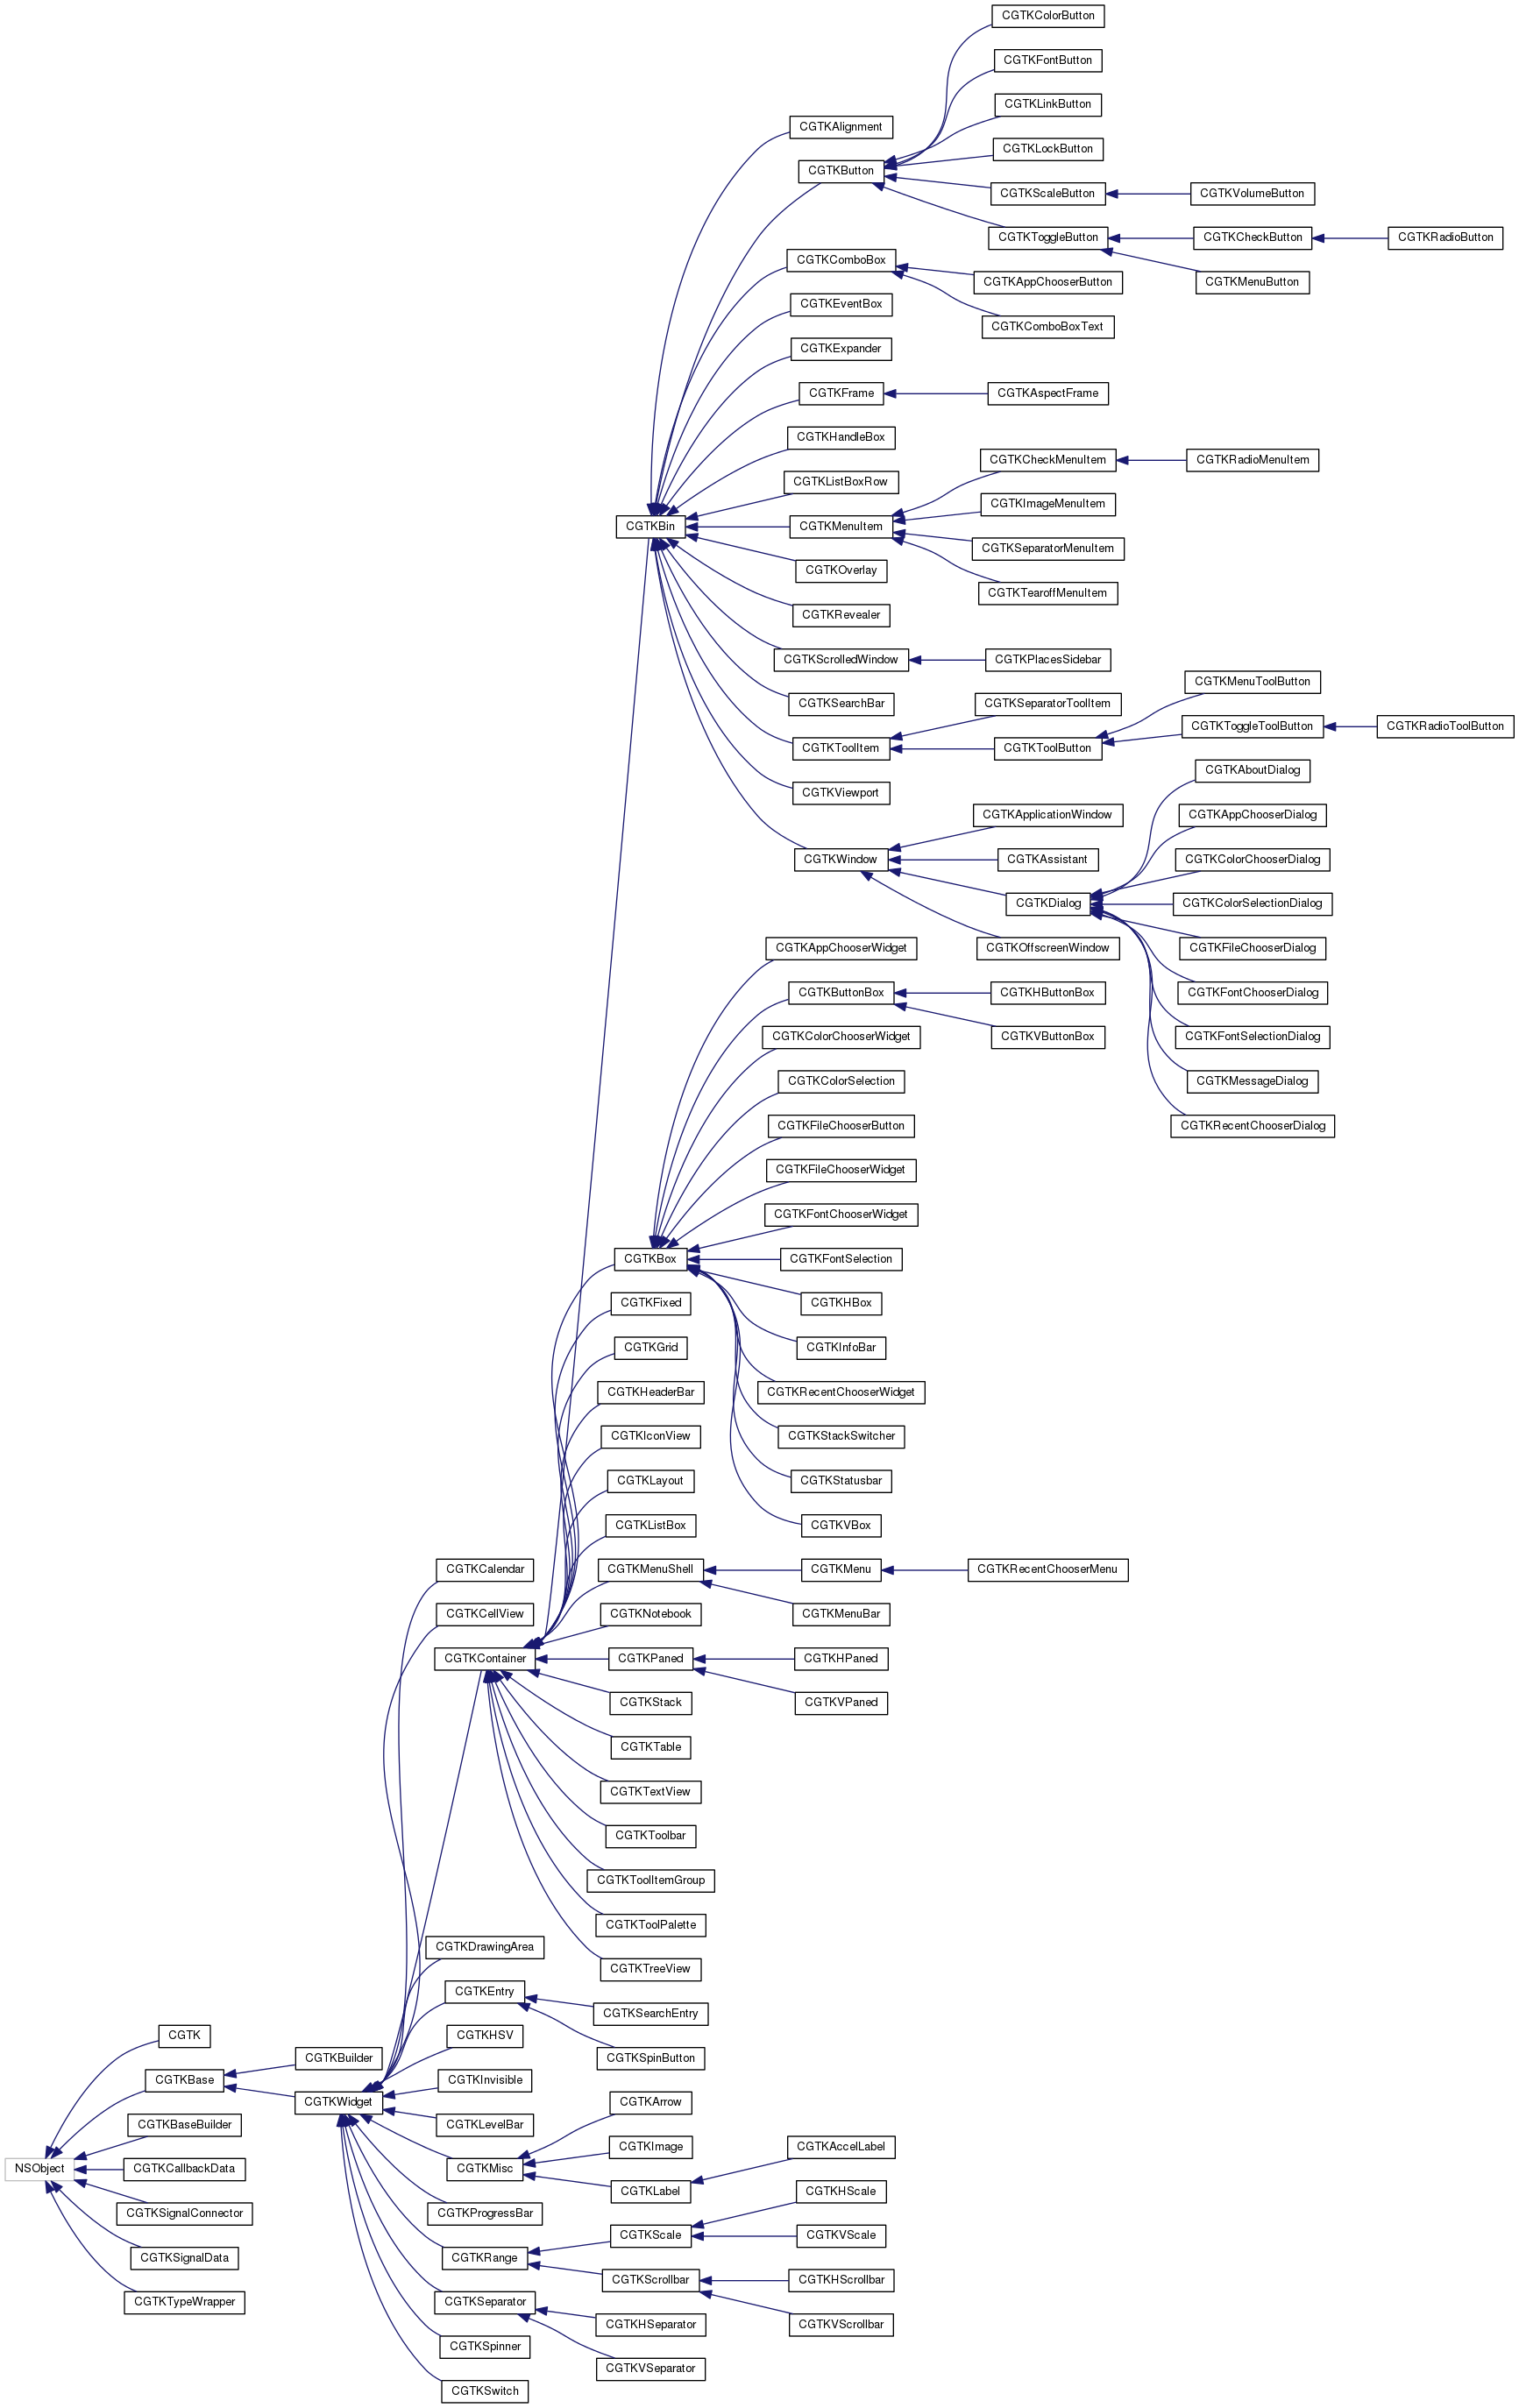 CGTKColorButton
CGTKFontButton
CGTKLinkButton
CGTKAlignment
CGTKLockButton
CGTKButton
CGTKScaleButton
CGTKVolumeButton
CGTKToggleButton
CGTKCheckButton
CGTKRadioButton
CGTKComboBox
CGTKAppChooserButton
CGTKMenuButton
CGTKEventBox
CGTKComboBoxText
CGTKExpander
CGTKFrame
CGTKAspectFrame
CGTKHandleBox
CGTKCheckMenuItem
CGTKRadioMenuItem
CGTKListBoxRow
CGTKImageMenuItem
CGTKBin
CGTKMenuItem
CGTKSeparatorMenuItem
CGTKOverlay
CGTKTearoffMenuItem
CGTKRevealer
CGTKScrolledWindow
CGTKPlacesSidebar
CGTKMenuToolButton
CGTKSearchBar
CGTKSeparatorToolItem
CGTKToggleToolButton
CGTKRadioToolButton
CGTKToolItem
CGTKToolButton
CGTKAboutDialog
CGTKViewport
CGTKApplicationWindow
CGTKAppChooserDialog
CGTKWindow
CGTKAssistant
CGTKColorChooserDialog
CGTKDialog
CGTKColorSelectionDialog
CGTKAppChooserWidget
CGTKOffscreenWindow
CGTKFileChooserDialog
CGTKButtonBox
CGTKHButtonBox
CGTKFontChooserDialog
CGTKColorChooserWidget
CGTKVButtonBox
CGTKFontSelectionDialog
CGTKColorSelection
CGTKMessageDialog
CGTKFileChooserButton
CGTKRecentChooserDialog
CGTKFileChooserWidget
CGTKFontChooserWidget
CGTKBox
CGTKFontSelection
CGTKFixed
CGTKHBox
CGTKGrid
CGTKInfoBar
CGTKHeaderBar
CGTKRecentChooserWidget
CGTKIconView
CGTKStackSwitcher
CGTKLayout
CGTKStatusbar
CGTKListBox
CGTKVBox
CGTKCalendar
CGTKMenuShell
CGTKMenu
CGTKRecentChooserMenu
CGTKCellView
CGTKNotebook
CGTKMenuBar
CGTKContainer
CGTKPaned
CGTKHPaned
CGTKStack
CGTKVPaned
CGTKTable
CGTKTextView
CGTKToolbar
CGTKToolItemGroup
CGTKToolPalette
CGTKDrawingArea
CGTKTreeView
CGTKEntry
CGTKSearchEntry
CGTK
CGTKHSV
CGTKBuilder
CGTKSpinButton
CGTKBase
CGTKInvisible
CGTKWidget
CGTKArrow
CGTKBaseBuilder
CGTKLevelBar
CGTKImage
CGTKAccelLabel
NSObject
CGTKCallbackData
CGTKMisc
CGTKLabel
CGTKHScale
CGTKSignalConnector
CGTKProgressBar
CGTKScale
CGTKVScale
CGTKSignalData
CGTKRange
CGTKScrollbar
CGTKHScrollbar
CGTKTypeWrapper
CGTKSeparator
CGTKHSeparator
CGTKVScrollbar
CGTKSpinner
CGTKVSeparator
CGTKSwitch